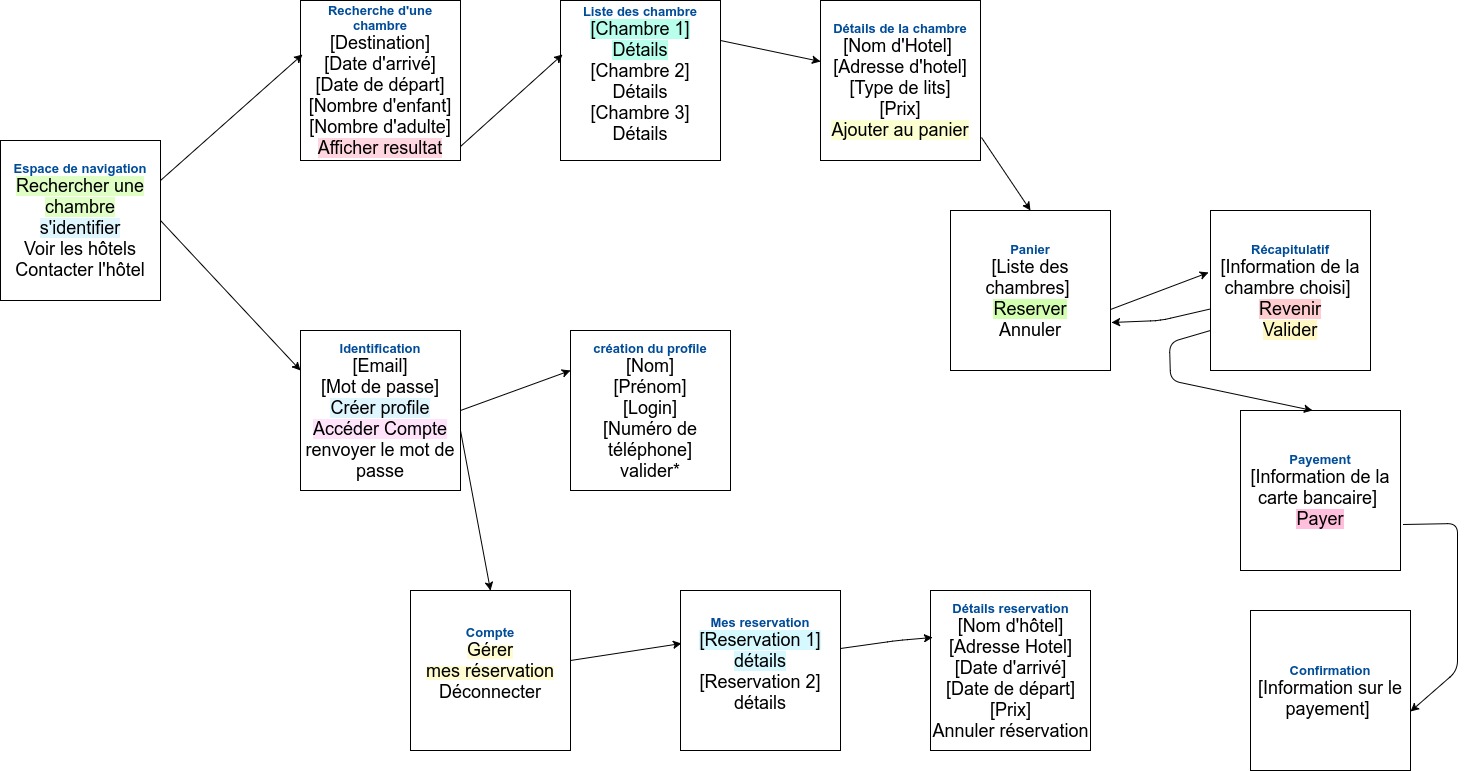 Espace de navigation
Rechercher une
chambre
s'identifier
Voir les hôtels
Contacter l'hôtel
Recherche d'une
chambre
[Destination]
[Date d'arrivé]
[Date de départ]
[Nombre d'enfant]
[Nombre d'adulte]
Afficher resultat
Liste des chambre
[Chambre 1]
Détails
[Chambre 2]
Détails
[Chambre 3]
Détails
Détails de la chambre
[Nom d'Hotel]
[Adresse d'hotel]
[Type de lits]
[Prix]
Ajouter au panier
Panier
[Liste des
chambres]
Reserver
Annuler
Récapitulatif
[Information de la
chambre choisi]
Revenir
Valider
Identification
[Email]
[Mot de passe]
Créer profile
Accéder Compte
renvoyer le mot de
passe
création du profile
[Nom]
[Prénom]
[Login]
[Numéro de
téléphone]
valider*
Payement
[Information de la
carte bancaire]
Payer
Compte
Gérer
mes réservation
Déconnecter
Mes reservation
[Reservation 1]
détails
[Reservation 2]
détails
Détails reservation
[Nom d'hôtel]
[Adresse Hotel]
[Date d'arrivé]
[Date de départ]
[Prix]
Annuler réservation
Confirmation
[Information sur le
payement]